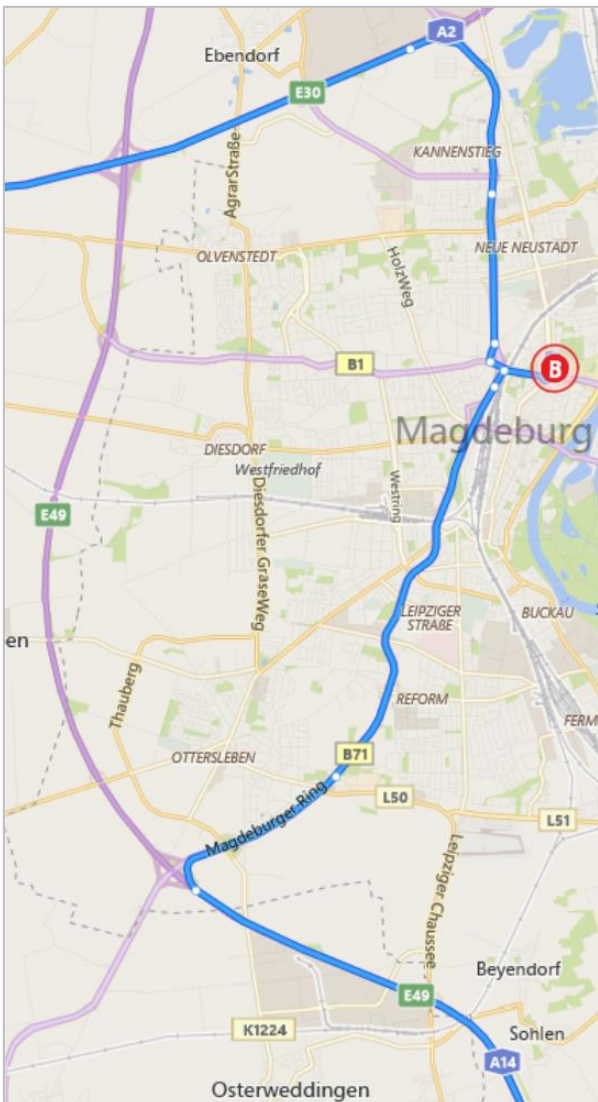 A2
Ebendorf
E30
KANNENSTIEG
AgrarStraße
NEUE NEUSTADT
OLVENSTEDT
HolzWeg
B1
B
Magdeburg
DIESDORF
Westfriedhof
Westring
Diesdorfer GraseWeg
E49
LEIPZIGER
STRAßE
BUCKAU
en
Thauberg
REFORM
FERM
OTTERSLEBEN
B71
Magdeburger Ring
L50
L51
Leipziger Chaussee
Beyendorf
E49
K1224
Sohlen
A14
Osterweddingen